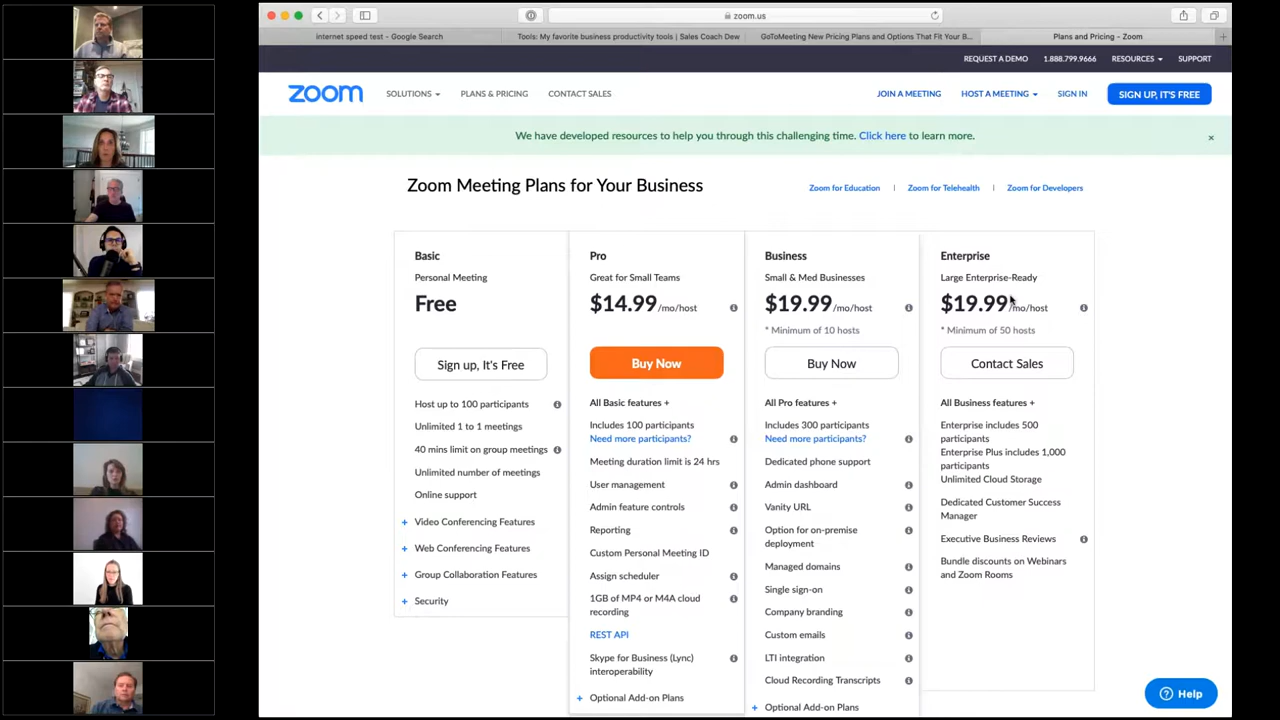 zoom.us
internet speed test - Google Search
Tools: My favorite business productivity tools | Sales Coach Dew
GoToMeeting New Pricing Plans and Options That Fit Your B...
Plans and Pricing - Zoom
REQUEST A DEMO 1.888.799.9666 RESOURCES SUPPORT
zoom SOLUTIONS PLANS & PRICING CONTACT SALES JOIN A MEETING HOST A MEETING SIGN IN SIGN UP, IT'S FREE
We have developed resources to help you through this challenging time. Click here to learn more.
Zoom Meeting Plans for Your Business
Zoom for Education | Zoom for Telehealth | Zoom for Developers
Basic
Personal Meeting
Free
Sign up, It's Free
Host up to 100 participants
Unlimited 1 to 1 meetings
40 mins limit on group meetings
Unlimited number of meetings
Online support
+ Video Conferencing Features
+ Web Conferencing Features
+ Group Collaboration Features
+ Security
Pro
Great for Small Teams
$14.99/mo/host
Buy Now
All Basic features +
Includes 100 participants
Need more participants?
Meeting duration limit is 24 hrs
User management
Admin feature controls
Reporting
Custom Personal Meeting ID
Assign scheduler
1GB of MP4 or M4A cloud
recording
REST API
Skype for Business (Lync)
interoperability
+ Optional Add-on Plans
Business
Small & Med Businesses
$19.99/mo/host
* Minimum of 10 hosts
Buy Now
All Pro features +
Includes 300 participants
Need more participants?
Dedicated phone support
Admin dashboard
Vanity URL
Option for on-premise
deployment
Managed domains
Single sign-on
Company branding
Custom emails
LTI integration
Cloud Recording Transcripts
+ Optional Add-on Plans
Enterprise
Large Enterprise-Ready
$19.99/mo/host
* Minimum of 50 hosts
Contact Sales
All Business features +
Enterprise includes 500
participants
Enterprise Plus includes 1,000
participants
Unlimited Cloud Storage
Dedicated Customer Success
Manager
Executive Business Reviews
Bundle discounts on Webinars
and Zoom Rooms
Help